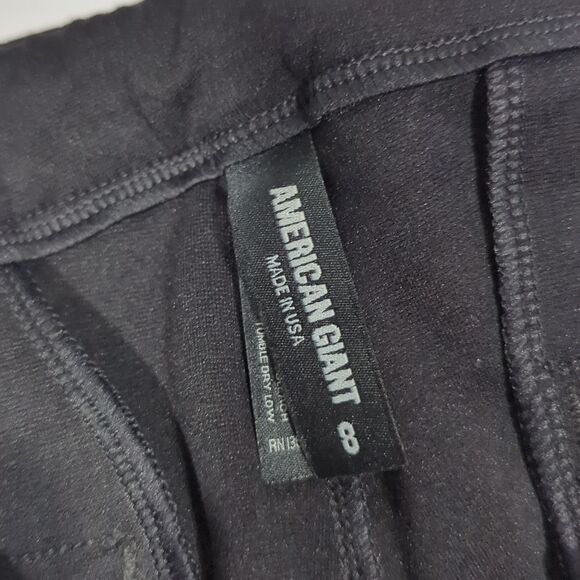 AMERICAN GIANT
MADE IN USA
8
TUMBLE DRY LOW